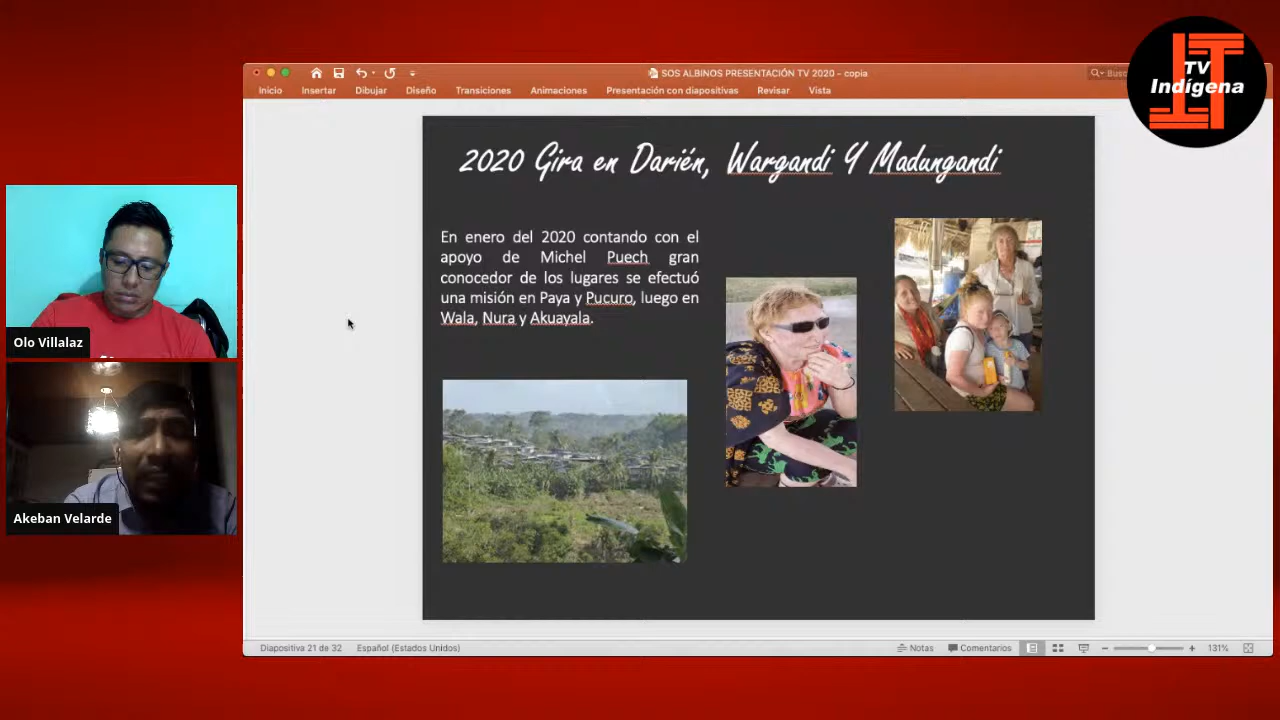 SOS ALBINOS PRESENTACIÓN TV 2020 - copia
Busc
Inicio Insertar Dibujar Diseño Transiciones Animaciones Presentación con diapositivas Revisar Vista
TV
Indígena
2020 Gira en Darién, Wargandi Y Madungandi
En enero del 2020 contando con el
apoyo de Michel Puech gran
conocedor de los lugares se efectuó
una misión en Paya y Pucuro, luego en
Wala, Nura y Akuayala.
Olo Villalaz
Akeban Velarde
Diapositiva 21 de 32 Español (Estados Unidos) Notas Comentarios 131%